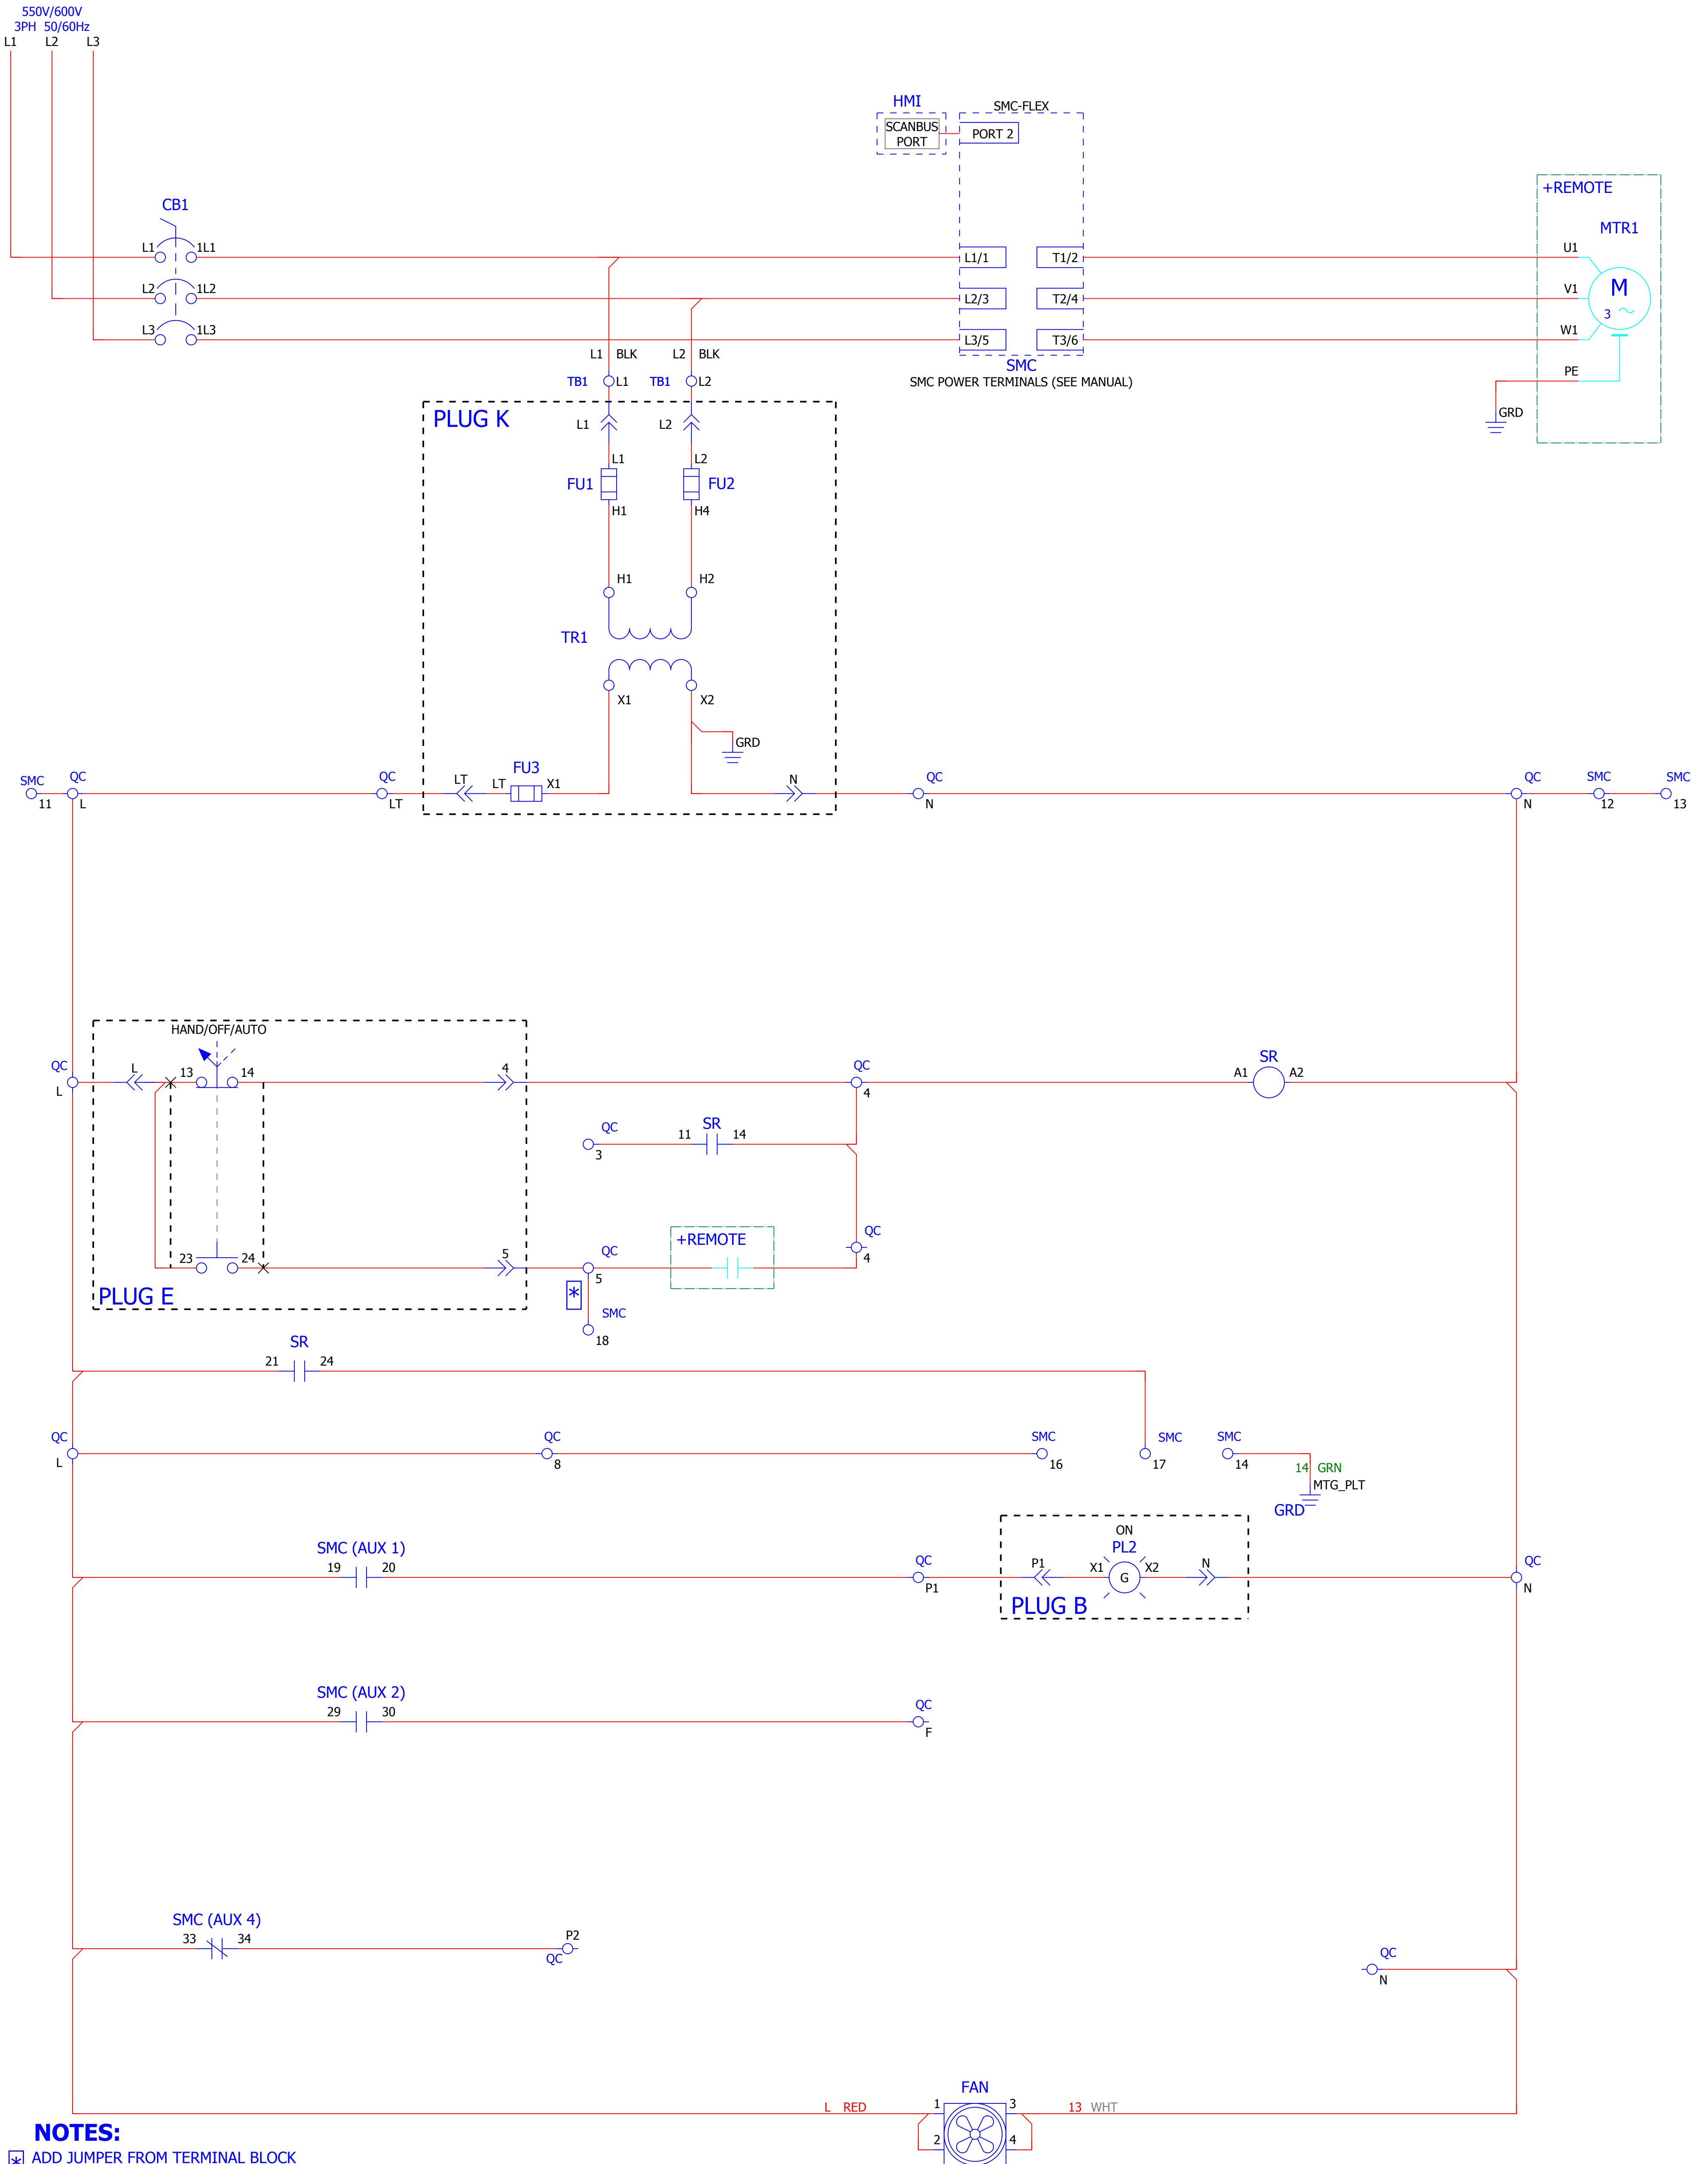 550V/600V
3PH 50/60Hz
L1 L2 L3
HMI
SCANBUS
PORT
SMC-FLEX
PORT 2
+REMOTE
MTR1
CB1
L1 1L1
L1/1 T1/2
U1
L2 1L2
L2/3 T2/4
V1
M
3
L3 1L3
L3/5 T3/6
W1
SMC
SMC POWER TERMINALS (SEE MANUAL)
PE
GRD
L1 BLK L2 BLK
TB1 L1 TB1 L2
PLUG K
L1 L2
L1 L2
FU1 FU2
H1 H4
H1 H2
TR1
X1 X2
GRD
FU3
LT LT X1
N
SMC QC QC QC QC SMC SMC
11 L LT N N 12 13
HAND/OFF/AUTO
QC
L
L
13 14
4
QC
4
SR
A1 A2
QC
3
SR
11 14
QC
4
23 24
5
QC
5
+REMOTE
PLUG E
*
SMC
18
SR
21 24
QC
L
QC
8
SMC
16
SMC
17
SMC
14
14 GRN
MTG_PLT
GRD
SMC (AUX 1)
19 20
QC
P1
ON
PL2
P1 X1 G X2 N
PLUG B
QC
N
SMC (AUX 2)
29 30
QC
F
SMC (AUX 4)
33 34
P2
QC
QC
N
FAN
L RED 1 3 13 WHT
2 4
NOTES:
* ADD JUMPER FROM TERMINAL BLOCK